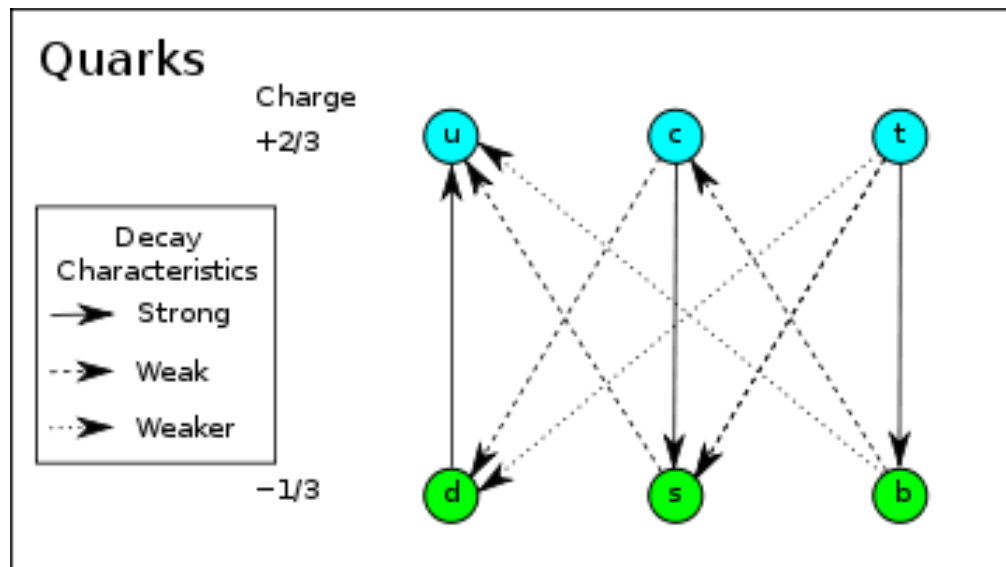 Quarks
Charge
+2/3
u
c
t
Decay
Characteristics
Strong
Weak
Weaker
−1/3
d
s
b